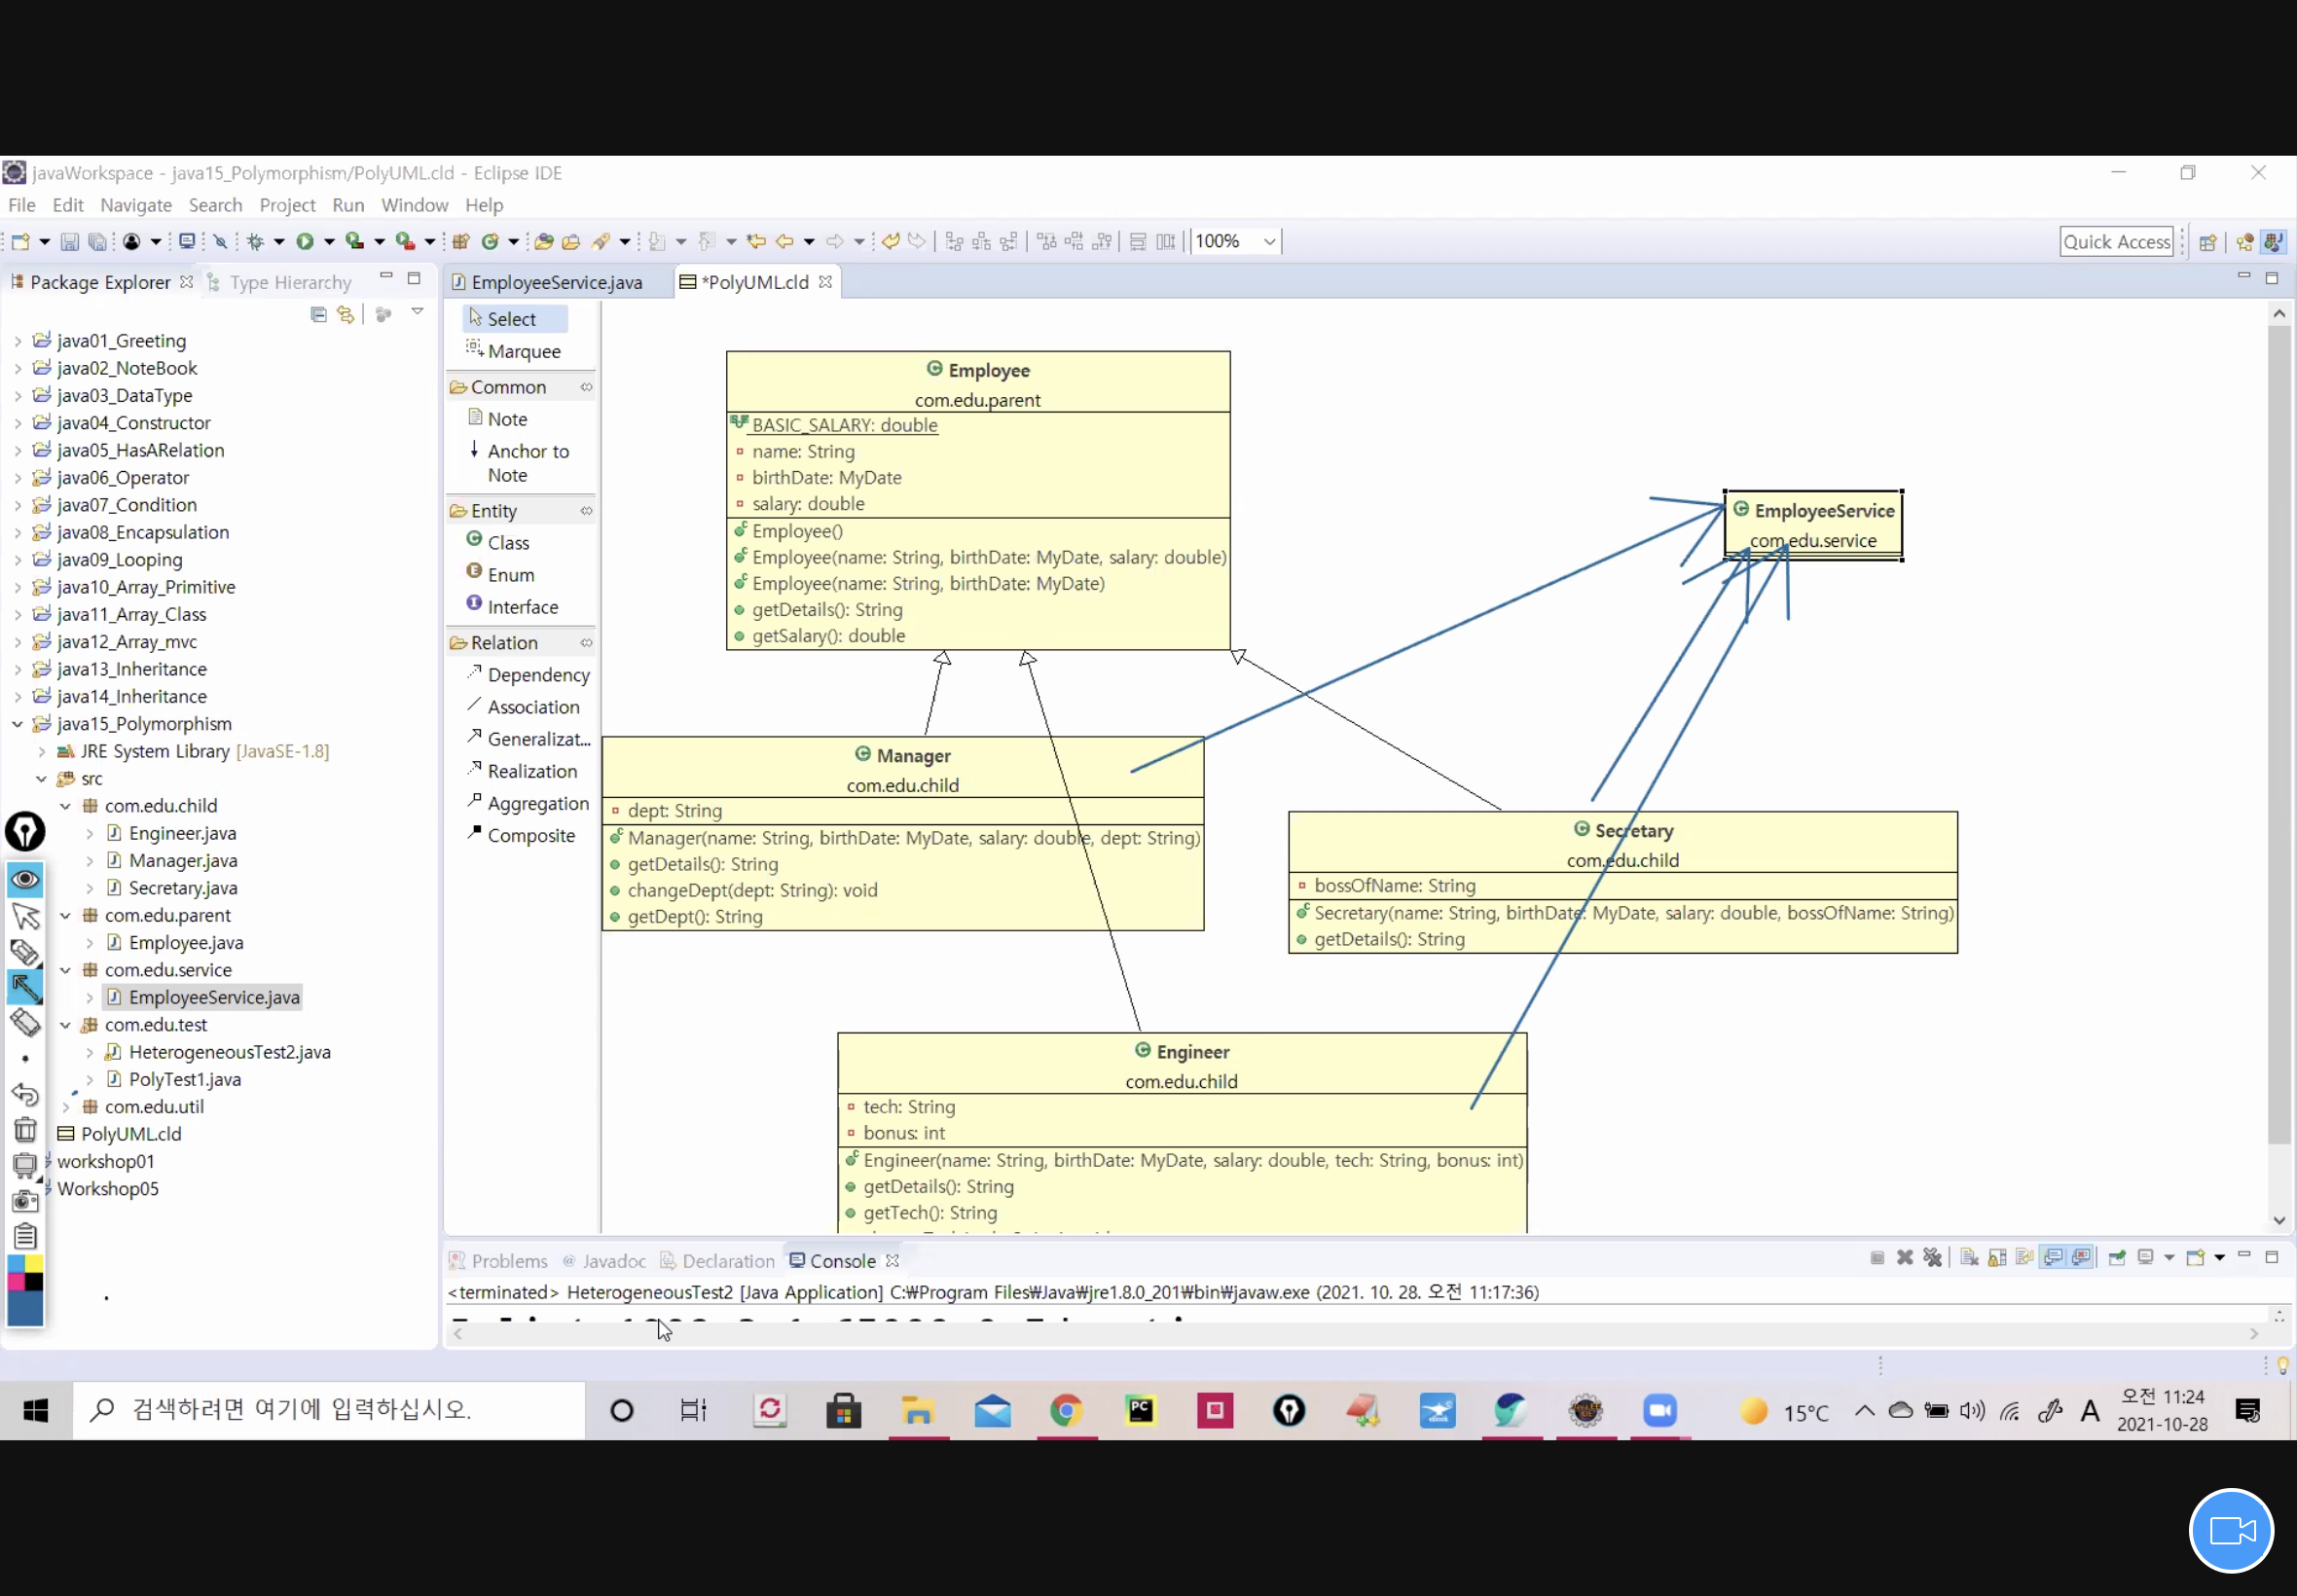 javaWorkspace - java15_Polymorphism/PolyUML.cld - Eclipse IDE
File Edit Navigate Search Project Run Window Help
100%
Quick Access
Package Explorer
Type Hierarchy
java01_Greeting
java02_NoteBook
java03_DataType
java04_Constructor
java05_HasARelation
java06_Operator
java07_Condition
java08_Encapsulation
java09_Looping
java10_Array_Primitive
java11_Array_Class
java12_Array_mvc
java13_Inheritance
java14_Inheritance
java15_Polymorphism
JRE System Library [JavaSE-1.8]
src
com.edu.child
Engineer.java
Manager.java
Secretary.java
com.edu.parent
Employee.java
com.edu.service
EmployeeService.java
com.edu.test
HeterogeneousTest2.java
PolyTest1.java
com.edu.util
PolyUML.cld
workshop01
Workshop05
EmployeeService.java
*PolyUML.cld
Select
Marquee
Common
Note
Anchor to
Note
Entity
Class
Enum
Interface
Relation
Dependency
Association
Generalizat...
Realization
Aggregation
Composite
Employee
com.edu.parent
BASIC_SALARY: double
name: String
birthDate: MyDate
salary: double
Employee()
Employee(name: String, birthDate: MyDate, salary: double)
Employee(name: String, birthDate: MyDate)
getDetails(): String
getSalary(): double
EmployeeService
com.edu.service
Manager
com.edu.child
dept: String
Manager(name: String, birthDate: MyDate, salary: double, dept: String)
getDetails(): String
changeDept(dept: String): void
getDept(): String
Secretary
com.edu.child
bossOfName: String
Secretary(name: String, birthDate: MyDate, salary: double, bossOfName: String)
getDetails(): String
Engineer
com.edu.child
tech: String
bonus: int
Engineer(name: String, birthDate: MyDate, salary: double, tech: String, bonus: int)
getDetails(): String
getTech(): String
Problems
Javadoc
Declaration
Console
<terminated> HeterogeneousTest2 [Java Application] C:₩Program Files₩Java₩jre1.8.0_201₩bin₩javaw.exe (2021. 10. 28. 오전 11:17:36)
검색하려면 여기에 입력하십시오.
PC
15°C
A
오전 11:24
2021-10-28